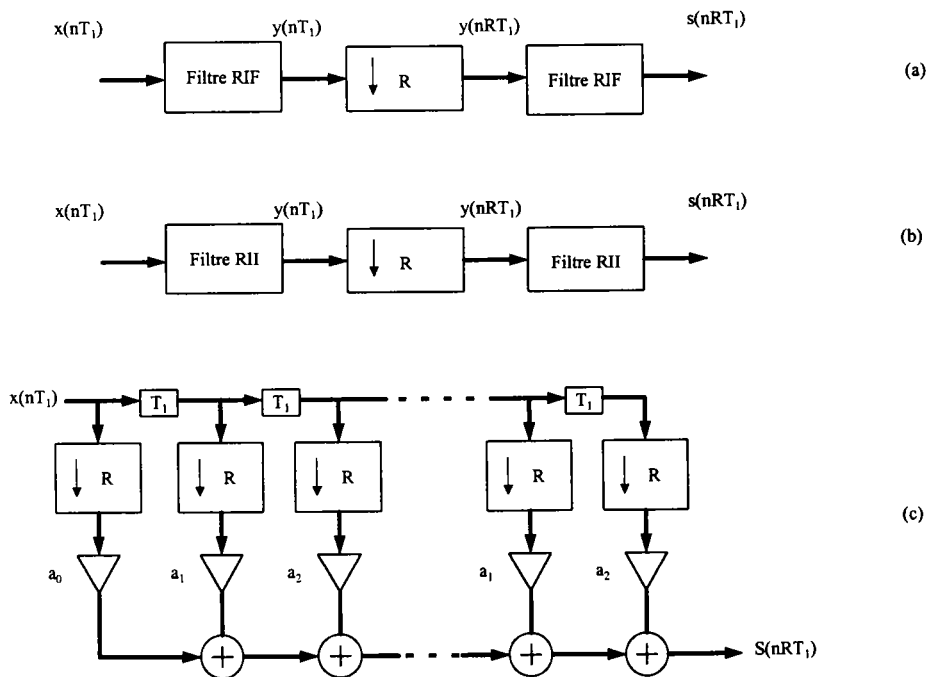 x(nT₁) y(nT₁) y(nRT₁) s(nRT₁)
Filtre RIF ↓ R Filtre RIF (a)
x(nT₁) y(nT₁) y(nRT₁) s(nRT₁)
Filtre RII ↓ R Filtre RII (b)
x(nT₁) T₁ T₁ T₁
↓ R ↓ R ↓ R ↓ R ↓ R
(c)
a₀ a₁ a₂ a₁ a₂
+ + + + S(nRT₁)